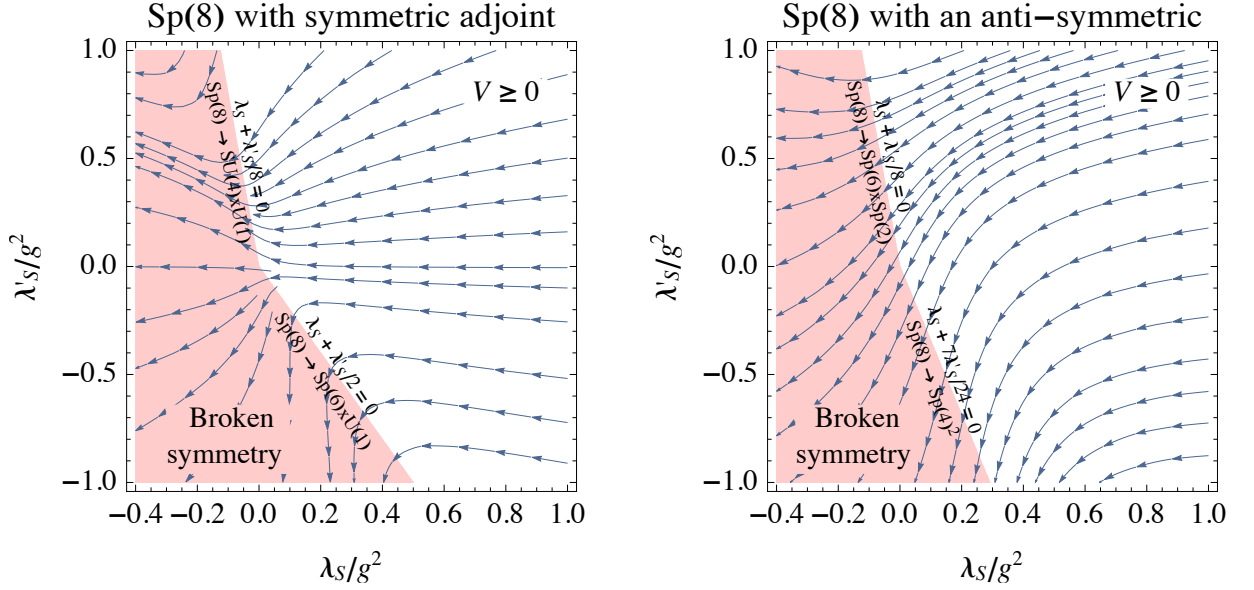 Sp(8) with symmetric adjoint
1.0
0.5
0.0
−0.5
−1.0
λ'S/g²
−0.4
−0.2
0.0
0.2
0.4
0.6
0.8
1.0
λS/g²
V ≥ 0
λS + λ'S/8 = 0
Sp(8) → SU(4)xU(1)
λS + λ'S/2 = 0
Sp(8) → Sp(6)xU(1)
Broken
symmetry
Sp(8) with an anti−symmetric
1.0
0.5
0.0
−0.5
−1.0
λ'S/g²
−0.4
−0.2
0.0
0.2
0.4
0.6
0.8
1.0
λS/g²
V ≥ 0
λS + λ'S/8 = 0
Sp(8) → Sp(6)xSp(2)
λS + 7λ'S/24 = 0
Sp(8) → Sp(4)²
Broken
symmetry